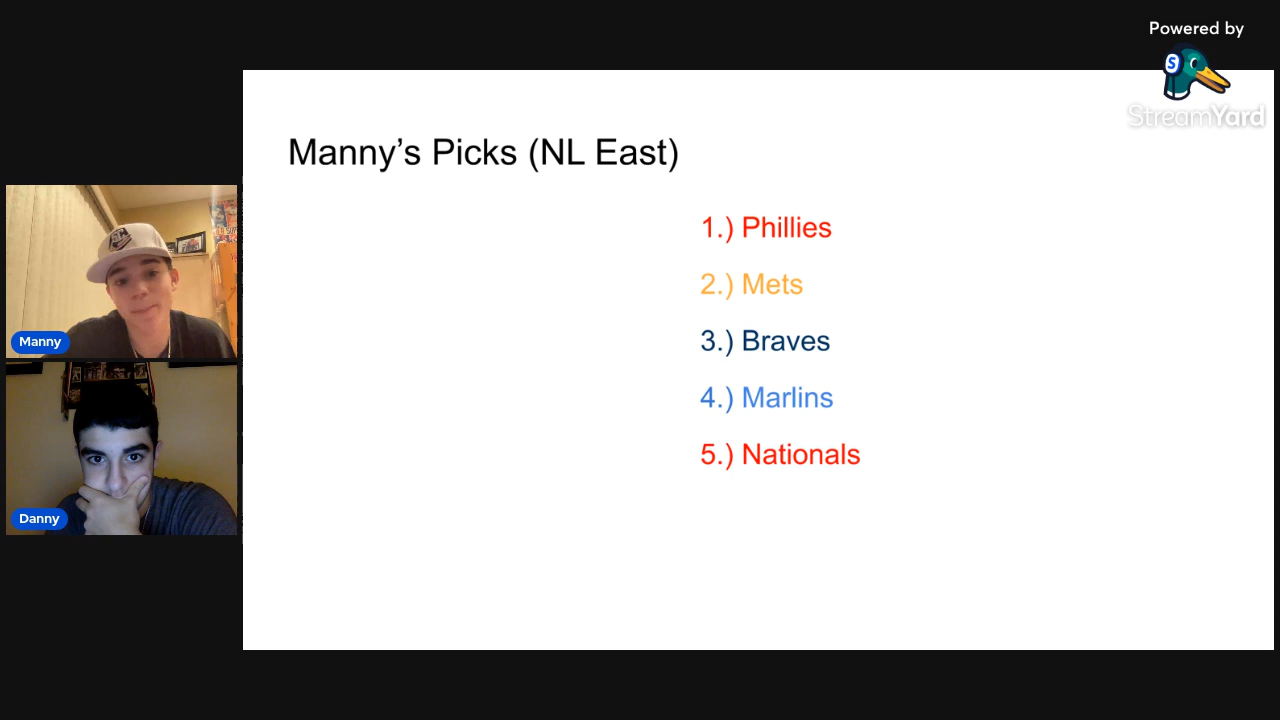 Powered by
S
StreamYard
Manny’s Picks (NL East)
1.) Phillies
2.) Mets
3.) Braves
4.) Marlins
5.) Nationals
Manny
Danny